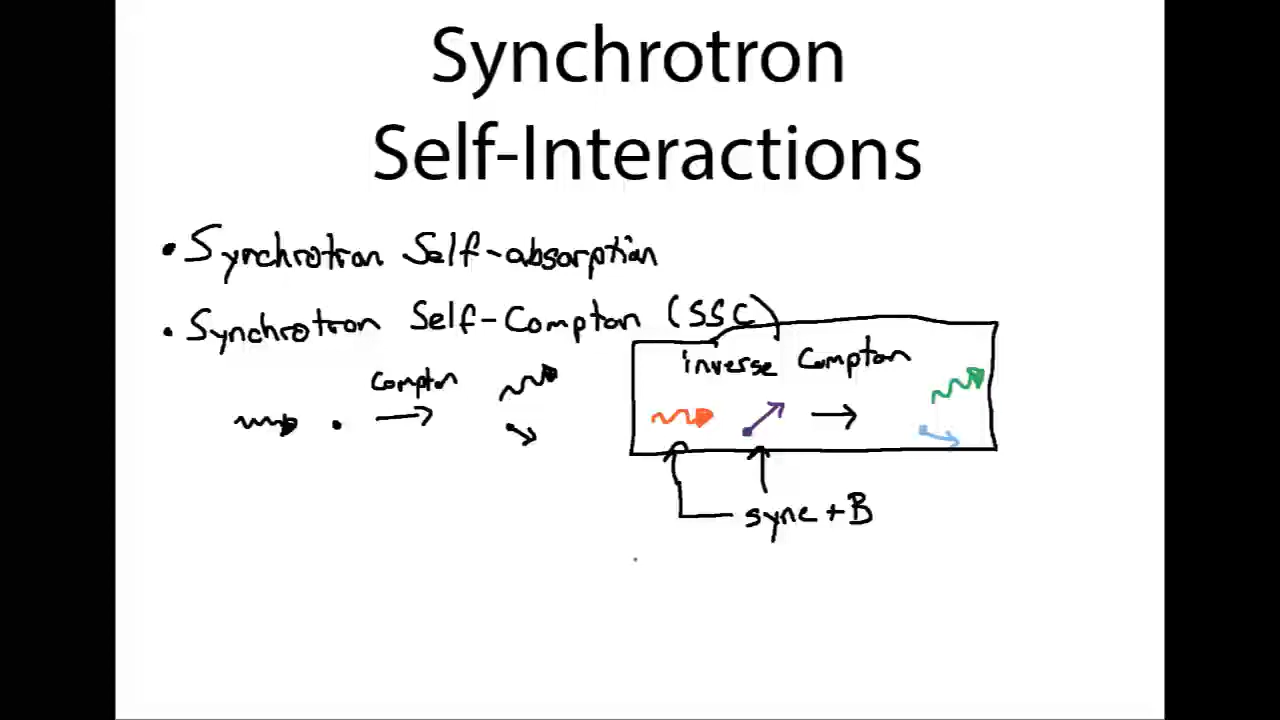 Synchrotron
Self-Interactions
• Synchrotron Self-absorption
• Synchrotron Self-Compton (SSC)
Compton
inverse Compton
sync + B